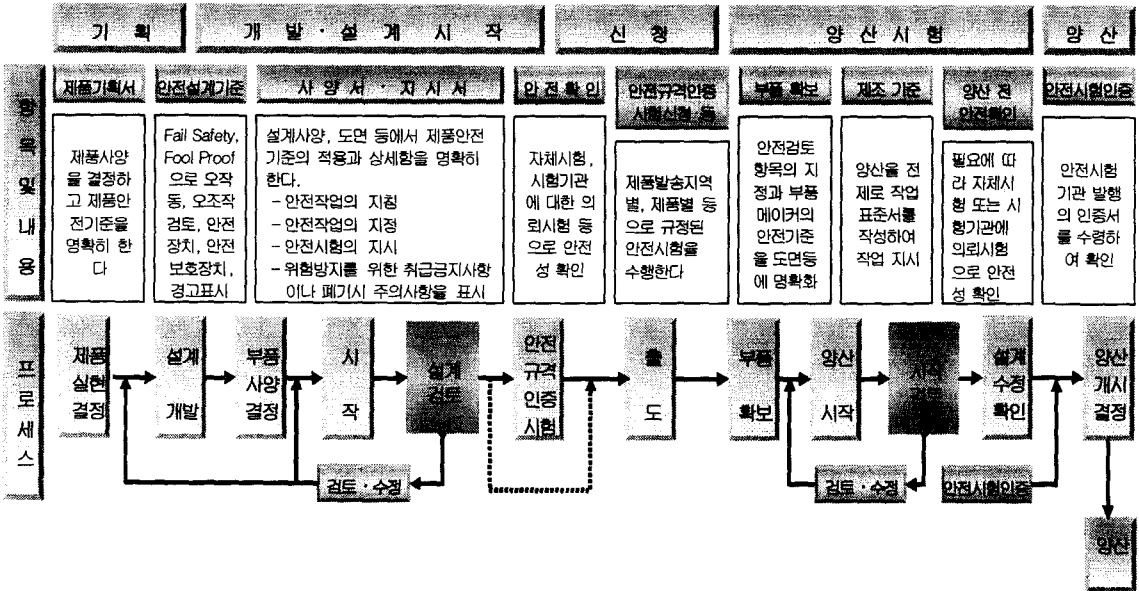 기 획
개 발 · 설 계 시 작
신 청
양 산 시 험
양 산
항 목 및 내 용
제품기획서
안전설계기준
사 양 서 · 지 시 서
안 전 확 인
안전규격인증
시험신청 등
부품 확보
제조 기준
양산 전
안전확인
안전시험인증
제품사양
을 결정하
고 제품안
전기준을
명확히 한
다
Fail Safety,
Fool Proof
으로 오작
동, 오조작
검토, 안전
장치, 안전
보호장치,
경고표시
설계사양, 도면 등에서 제품안전
기준의 적용과 상세함을 명확히
한다.
- 안전작업의 지침
- 안전작업의 지정
- 안전시험의 지시
- 위험방지를 위한 취급금지사항
이나 폐기시 주의사항을 표시
자체시험,
시험기관
에 대한 의
뢰시험 등
으로 안전
성 확인
제품발송지역
별, 제품별 등
으로 규정된
안전시험을
수행한다
안전검토
항목의 지
정과 부품
메이커의
안전기준
을 도면등
에 명확화
양산을 전
제로 작업
표준서를
작성하여
작업 지시
필요에 따
라 자체시
험 또는 시
험기관에
의뢰시험
으로 안전
성 확인
안전시험
기관 발행
의 인증서
를 수령하
여 확인
프 로 세 스
제품
실현
결정
설계
개발
부품
사양
결정
시
작
설계
검토
안전
규격
인증
시험
출
도
부품
확보
양산
시작
시작
검토
설계
수정
확인
양산
개시
결정
검토 · 수정
검토 · 수정
안전시험인증
양산